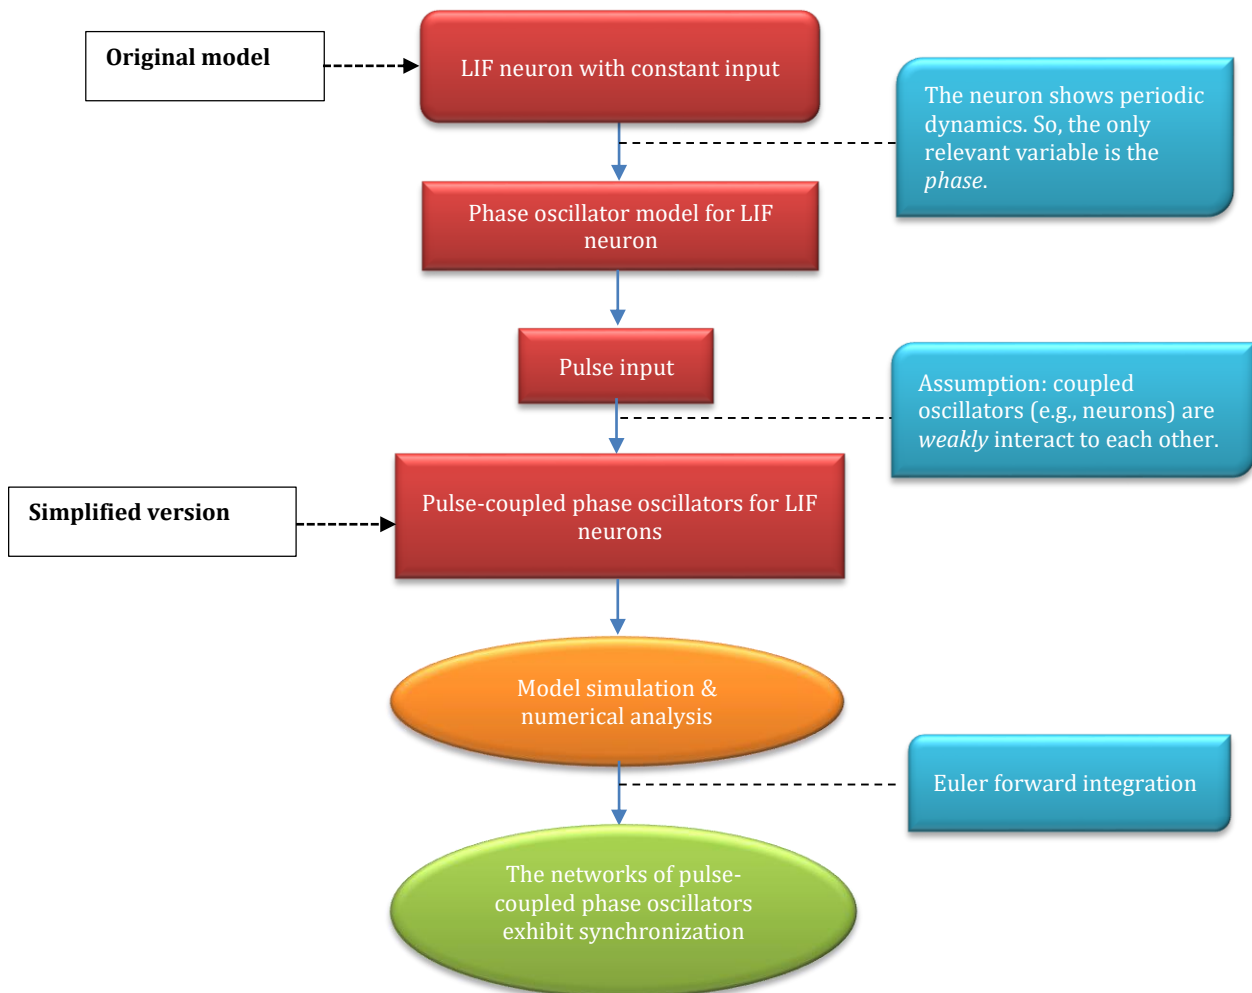 Original model
LIF neuron with constant input
The neuron shows periodic
dynamics. So, the only
relevant variable is the
phase.
Phase oscillator model for LIF
neuron
Pulse input
Assumption: coupled
oscillators (e.g., neurons) are
weakly interact to each other.
Simplified version
Pulse-coupled phase oscillators for LIF
neurons
Model simulation &
numerical analysis
Euler forward integration
The networks of pulse-
coupled phase oscillators
exhibit synchronization